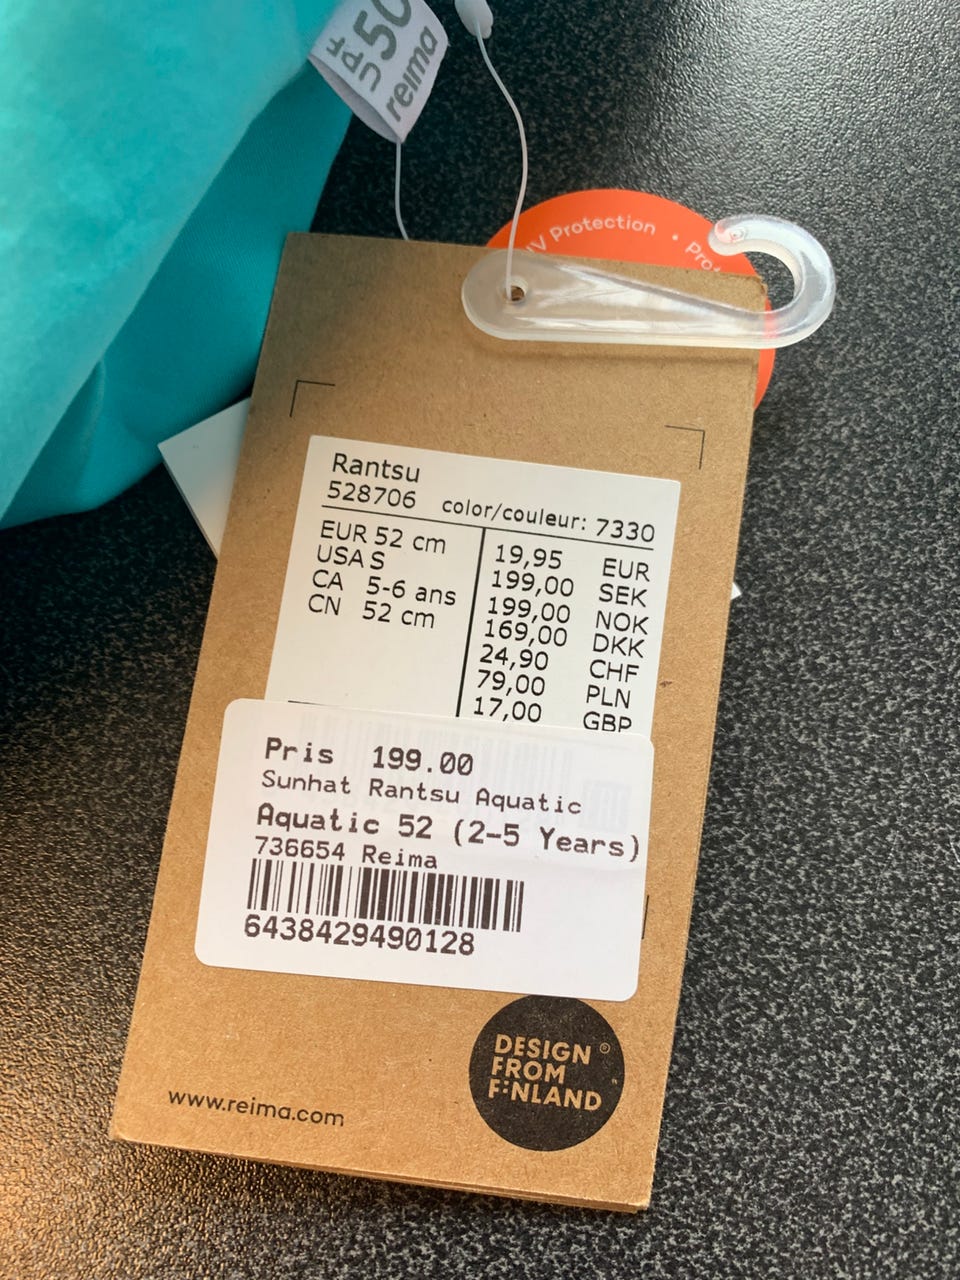 UPF 50
reima
UV Protection • Prot
Rantsu
528706 color/couleur: 7330
EUR 52 cm
USA S
CA 5-6 ans
CN 52 cm
19,95 EUR
199,00 SEK
199,00 NOK
169,00 DKK
24,90 CHF
79,00 PLN
17,00 GBP
Pris 199.00
Sunhat Rantsu Aquatic
Aquatic 52 (2-5 Years)
736654 Reima
6438429490128
DESIGN ®
FROM
FINLAND
www.reima.com